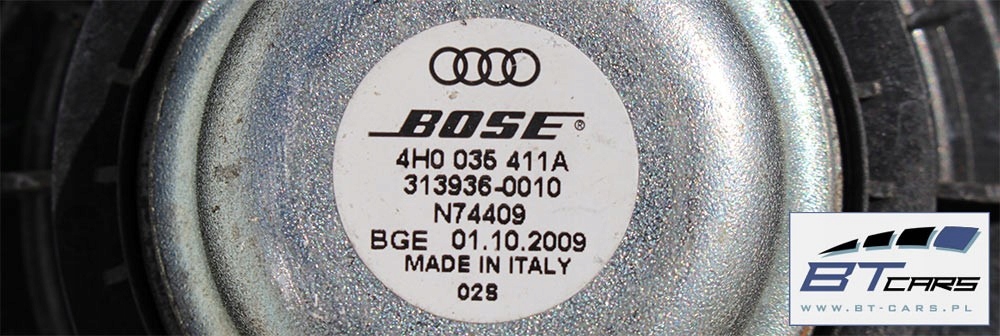 BOSE®
4H0 035 411A
313936-0010
N74409
BGE 01.10.2009
MADE IN ITALY
02S
BT CARS
WWW.BT-CARS.PL